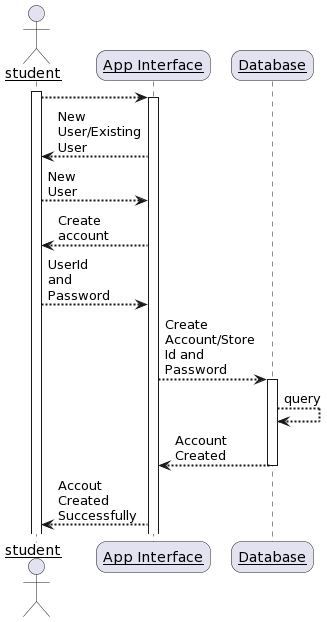 student
App Interface
Database
New
User/Existing
User
New
User
Create
account
UserId
and
Password
Create
Account/Store
Id and
Password
query
Account
Created
Accout
Created
Successfully
student
App Interface
Database